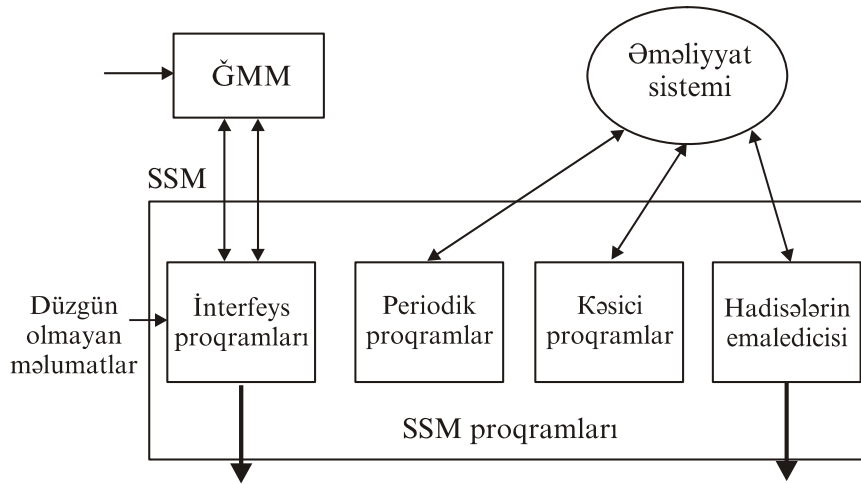 ĞMM
Əməliyyat
sistemi
SSM
Düzgün
olmayan
məlumatlar
İnterfeys
proqramları
Periodik
proqramlar
Kəsici
proqramlar
Hadisələrin
emaledicisi
SSM proqramları